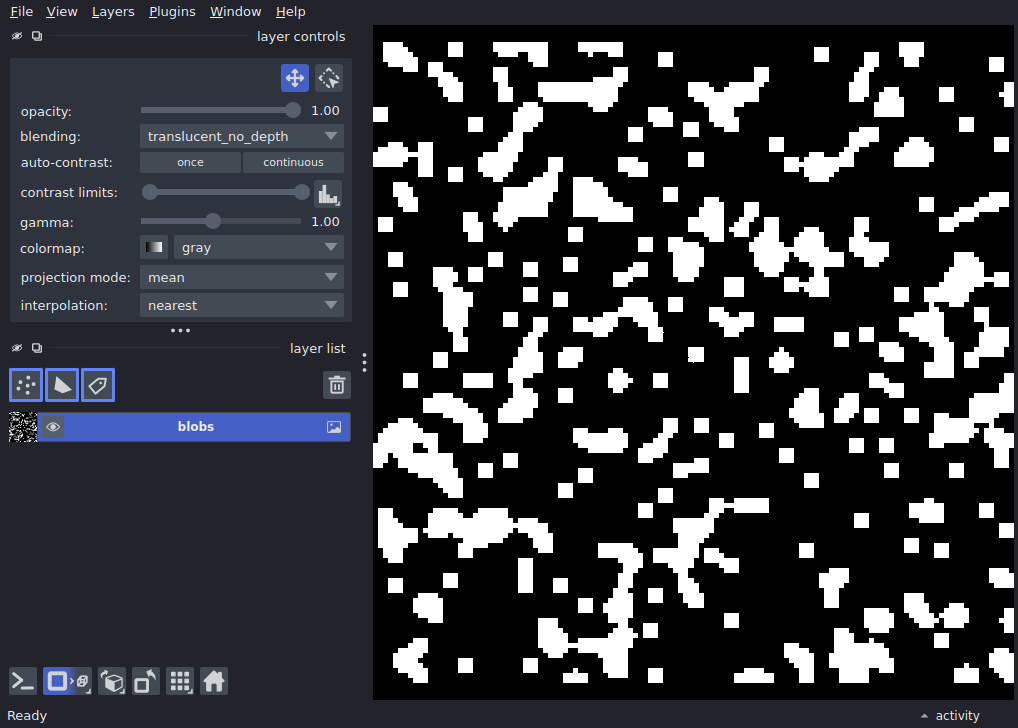 File View Layers Plugins Window Help
layer controls
opacity: 1.00
blending: translucent_no_depth
auto-contrast: once continuous
contrast limits:
gamma: 1.00
colormap: gray
projection mode: mean
interpolation: nearest
layer list
blobs
Ready
activity